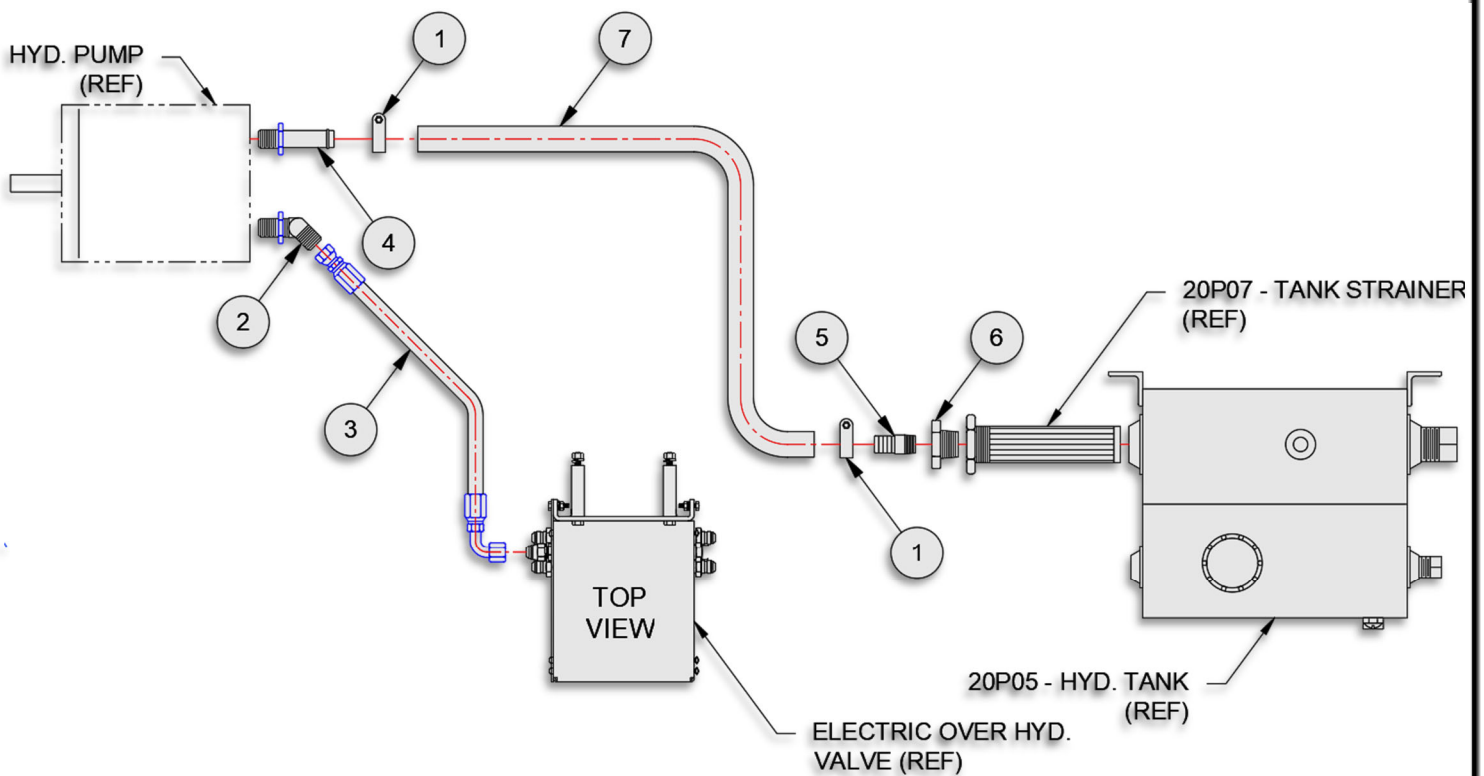 1
7
HYD. PUMP
(REF)
4
2
3
20P07 - TANK STRAINER
(REF)
5
6
1
TOP
VIEW
20P05 - HYD. TANK
(REF)
ELECTRIC OVER HYD.
VALVE (REF)